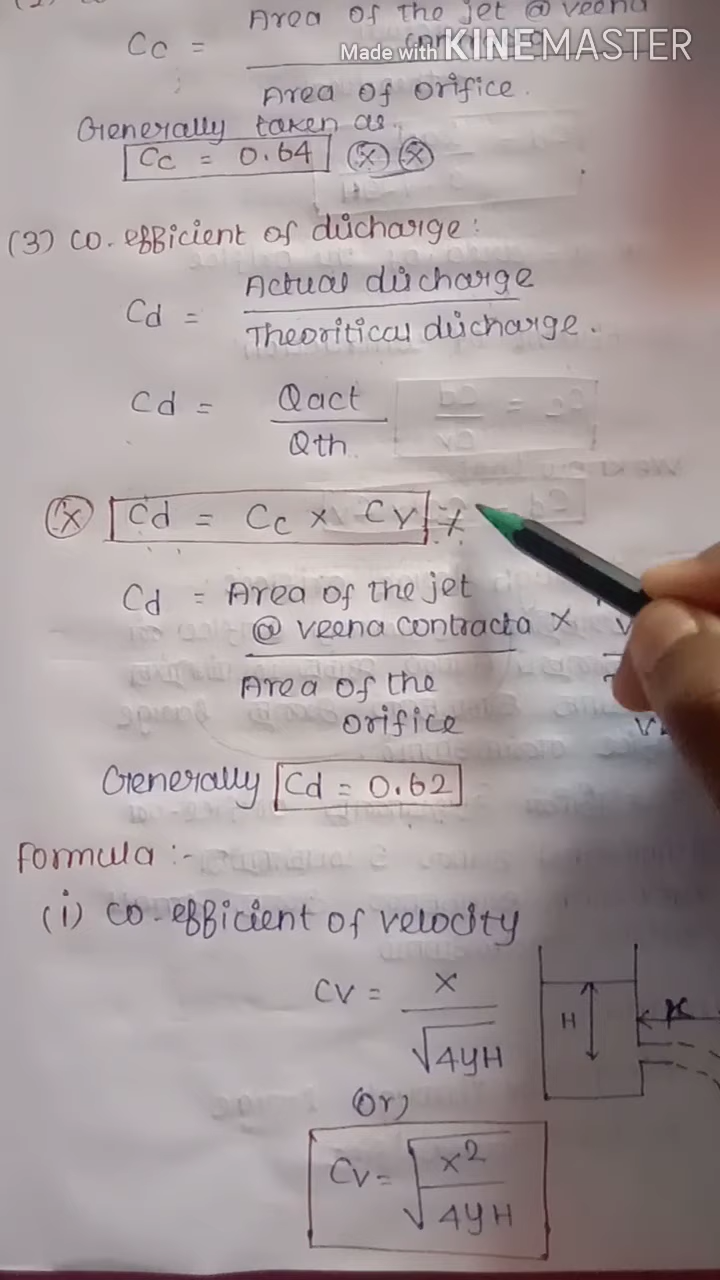 Area of the jet @ veena
Cc =
Made with KINEMASTER
Area of orifice.
Generally taken as.
Cc = 0.64 (x) (x)
(3) co-efficient of discharge:
Actual discharge
Cd =
Theoritical discharge.
Cd = Qact
Qth
(x) Cd = Cc x Cv x
Cd = Area of the jet
@ veena contracta x
Area of the
orifice
Generally Cd = 0.62
Formula :-
(i) co-efficient of velocity
Cv = x
√4yH
H x
(or)
Cv = √x²
4yH